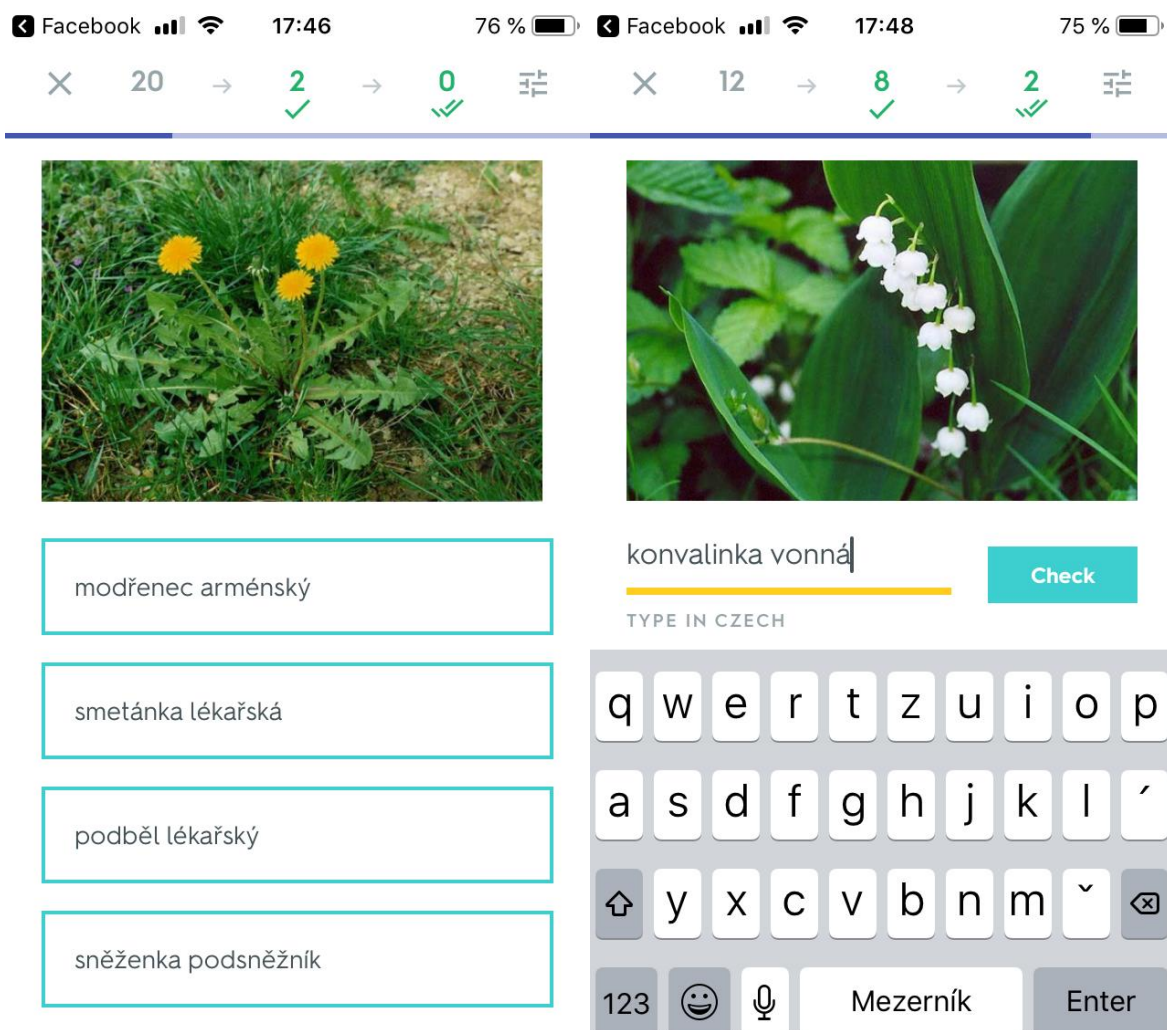 Facebook 17:46 76 %
20 → 2 → 0
modřenec arménský
smetánka lékařská
podběl lékařský
sněženka podsněžník
Facebook 17:48 75 %
12 → 8 → 2
konvalinka vonná
Check
TYPE IN CZECH
q w e r t z u i o p
a s d f g h j k l ´
y x c v b n m ˇ
123 Mezerník Enter